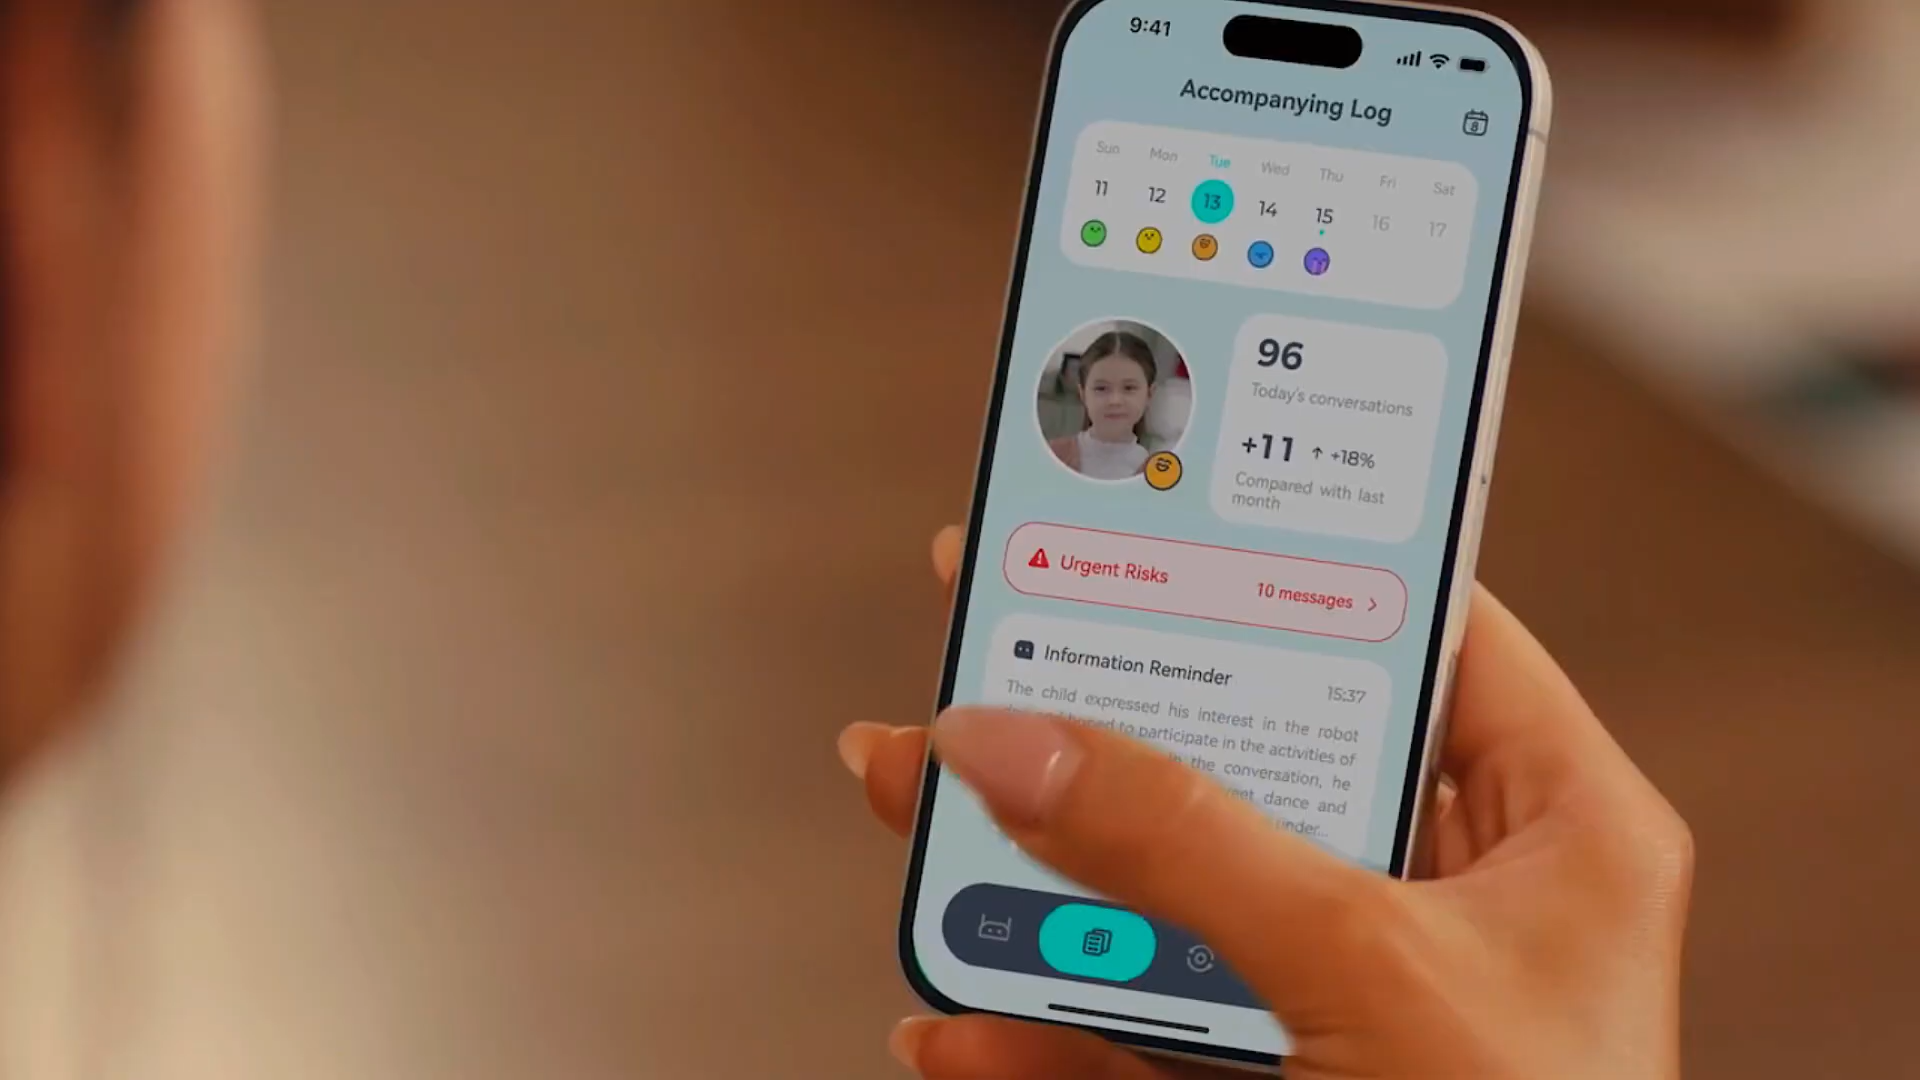 9:41
Accompanying Log
8
Sun Mon Tue Wed Thu Fri Sat
11 12 13 14 15 16 17
96
Today's conversations
+11 ↑ +18%
Compared with last
month
Urgent Risks 10 messages >
Information Reminder 15:37
The child expressed his interest in the robot
to participate in the activities of
the conversation, he
dance and
under...